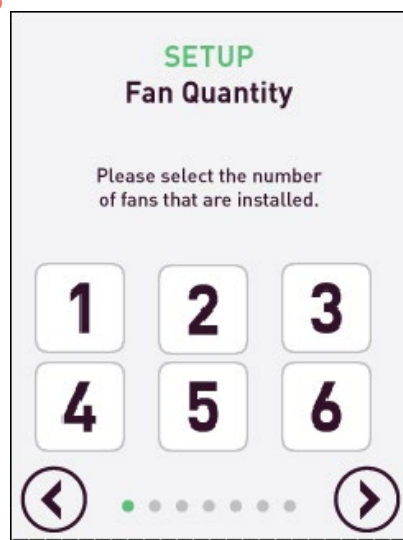 SETUP
Fan Quantity
Please select the number
of fans that are installed.
1 2 3
4 5 6